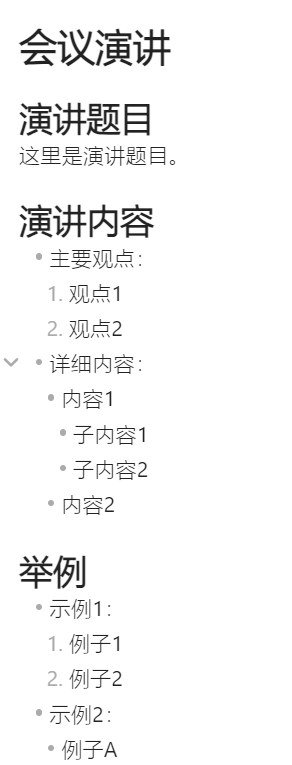 会议演讲
演讲题目
这里是演讲题目。
演讲内容
• 主要观点：
1. 观点1
2. 观点2
• 详细内容：
• 内容1
• 子内容1
• 子内容2
• 内容2
举例
• 示例1：
1. 例子1
2. 例子2
• 示例2：
• 例子A